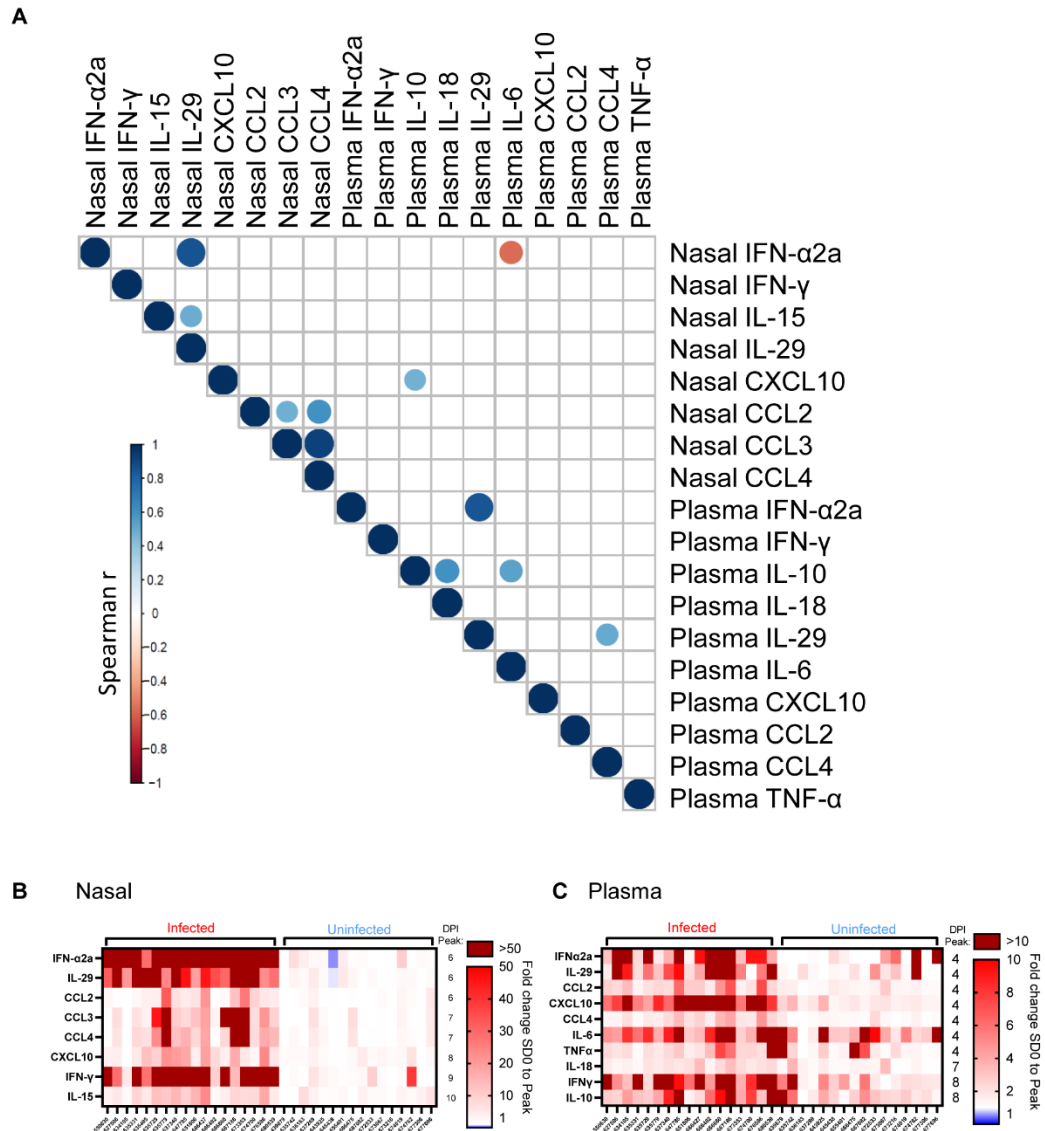 A
Nasal IFN-α2a
Nasal IFN-γ
Nasal IL-15
Nasal IL-29
Nasal CXCL10
Nasal CCL2
Nasal CCL3
Nasal CCL4
Plasma IFN-α2a
Plasma IFN-γ
Plasma IL-10
Plasma IL-18
Plasma IL-29
Plasma IL-6
Plasma CXCL10
Plasma CCL2
Plasma CCL4
Plasma TNF-α
Nasal IFN-α2a
Nasal IFN-γ
Nasal IL-15
Nasal IL-29
Nasal CXCL10
Nasal CCL2
Nasal CCL3
Nasal CCL4
Plasma IFN-α2a
Plasma IFN-γ
Plasma IL-10
Plasma IL-18
Plasma IL-29
Plasma IL-6
Plasma CXCL10
Plasma CCL2
Plasma CCL4
Plasma TNF-α
Spearman r
1
0.8
0.6
0.4
0.2
0
−0.2
−0.4
−0.6
−0.8
−1
B Nasal
Infected
Uninfected
DPI
Peak:
IFN-α2a 6
IL-29 6
CCL2 6
CCL3 7
CCL4 7
CXCL10 8
IFN-γ 9
IL-15 10
>50
50
40
30
20
10
1
Fold change SD0 to Peak
C Plasma
Infected
Uninfected
DPI
Peak:
IFNα2a 4
IL-29 4
CCL2 4
CXCL10 4
CCL4 4
IL-6 4
TNFα 4
IL-18 7
IFNγ 8
IL-10 8
>10
10
8
6
4
2
1
Fold change SD0 to Peak